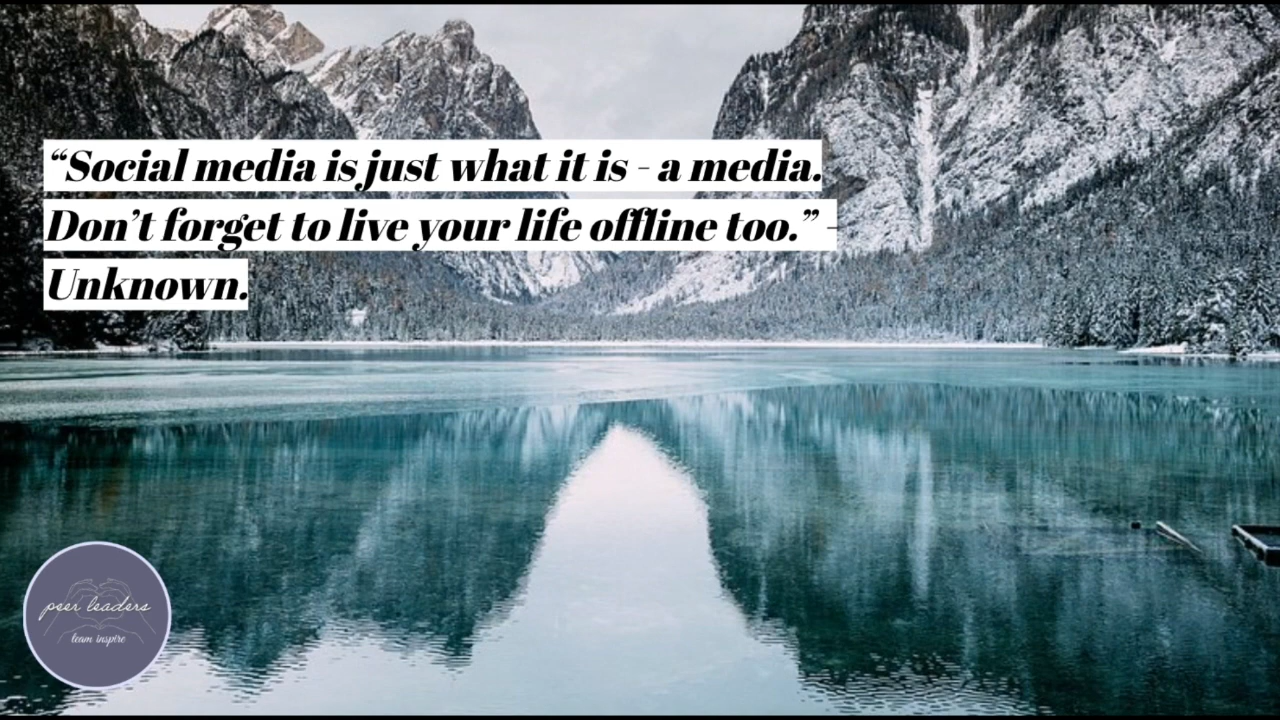 “Social media is just what it is - a media.
Don’t forget to live your life offline too.” -
Unknown.
peer leaders
team inspire